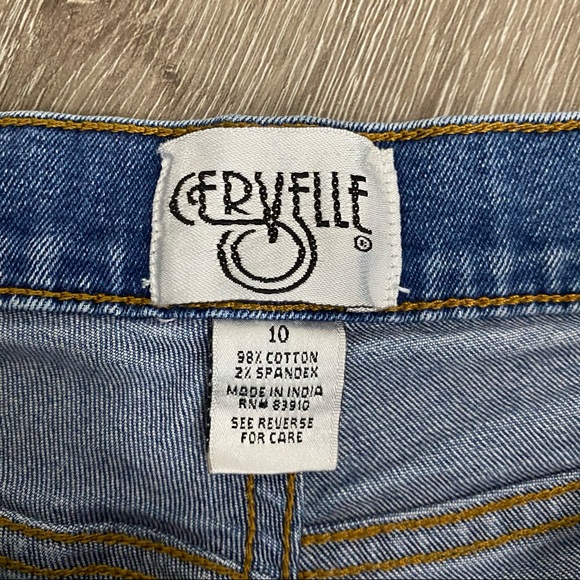 CERVELLE
®
10
98% COTTON
2% SPANDEX
MADE IN INDIA
RN# 83910
SEE REVERSE
FOR CARE